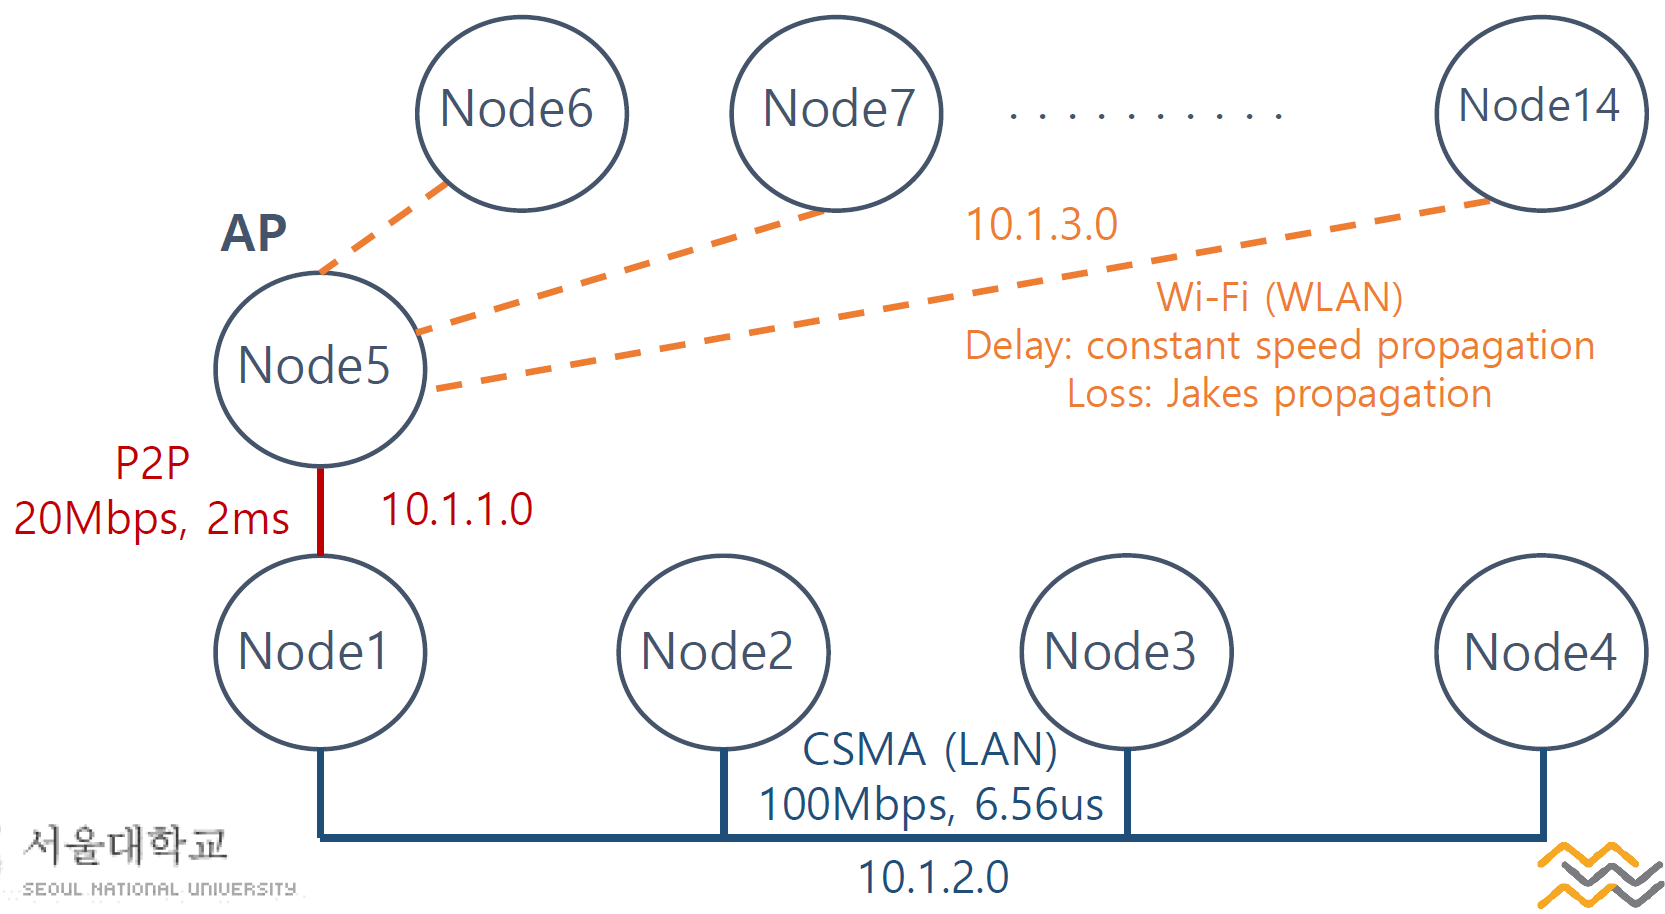 Node6
Node7
. . . . . . . . . .
Node14
AP
10.1.3.0
Wi-Fi (WLAN)
Delay: constant speed propagation
Loss: Jakes propagation
Node5
P2P
20Mbps, 2ms
10.1.1.0
Node1
Node2
Node3
Node4
CSMA (LAN)
100Mbps, 6.56us
10.1.2.0
서울대학교
SEOUL NATIONAL UNIVERSITY